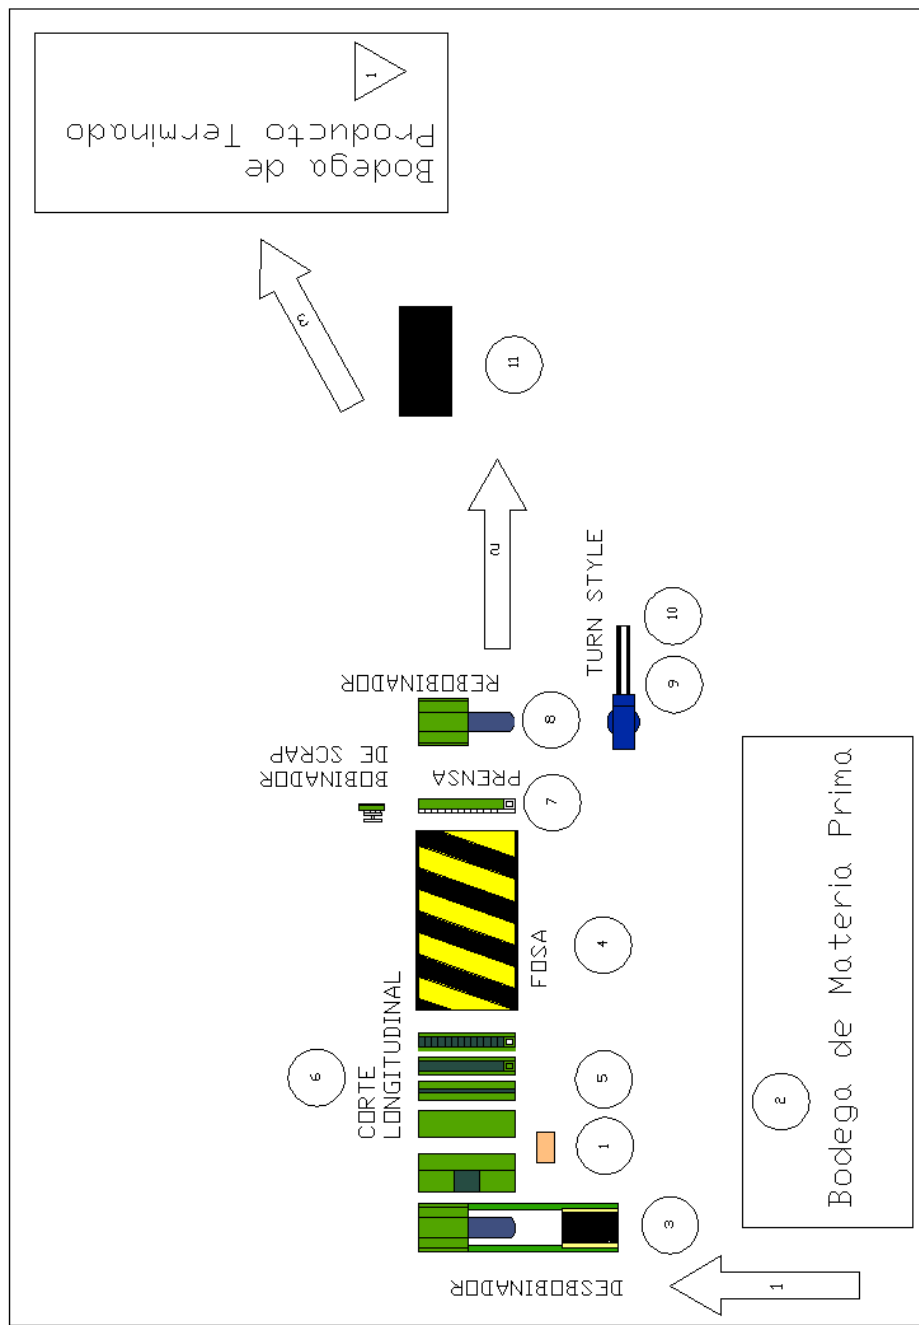 1
Bodega de
Producto Terminado
3
11
2
TURN STYLE
10
9
REBOBINADOR
8
BOBINADOR
DE SCRAP
PRENSA
7
FOSA
4
CORTE
LONGITUDINAL
6
5
1
3
DESBOBINADOR
1
2
Bodega de Materia Prima